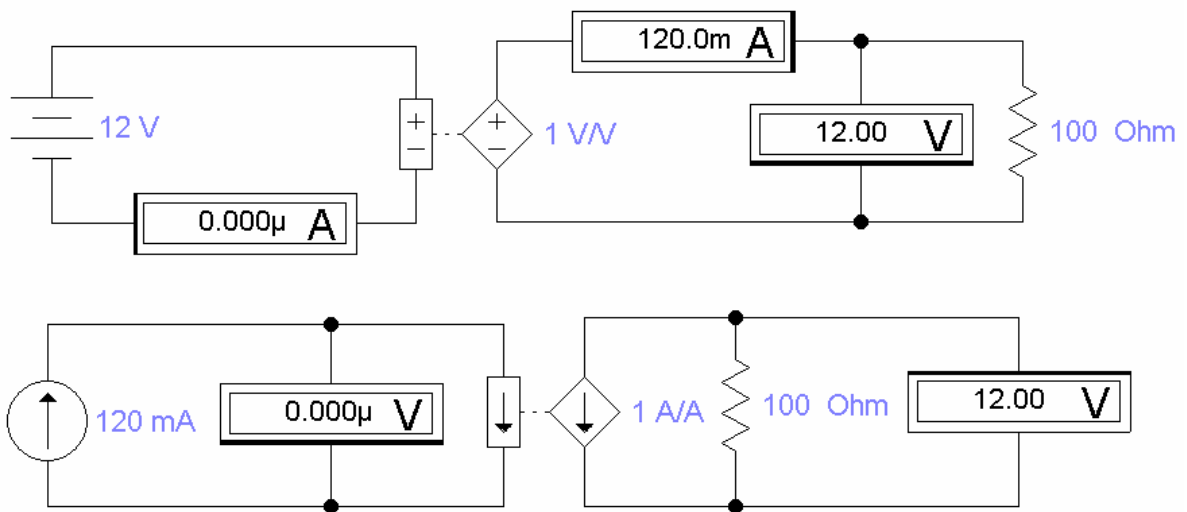 120.0m A
12 V
+
−
+
−
1 V/V
12.00 V
100 Ohm
0.000µ A
120 mA
0.000µ V
1 A/A
100 Ohm
12.00 V